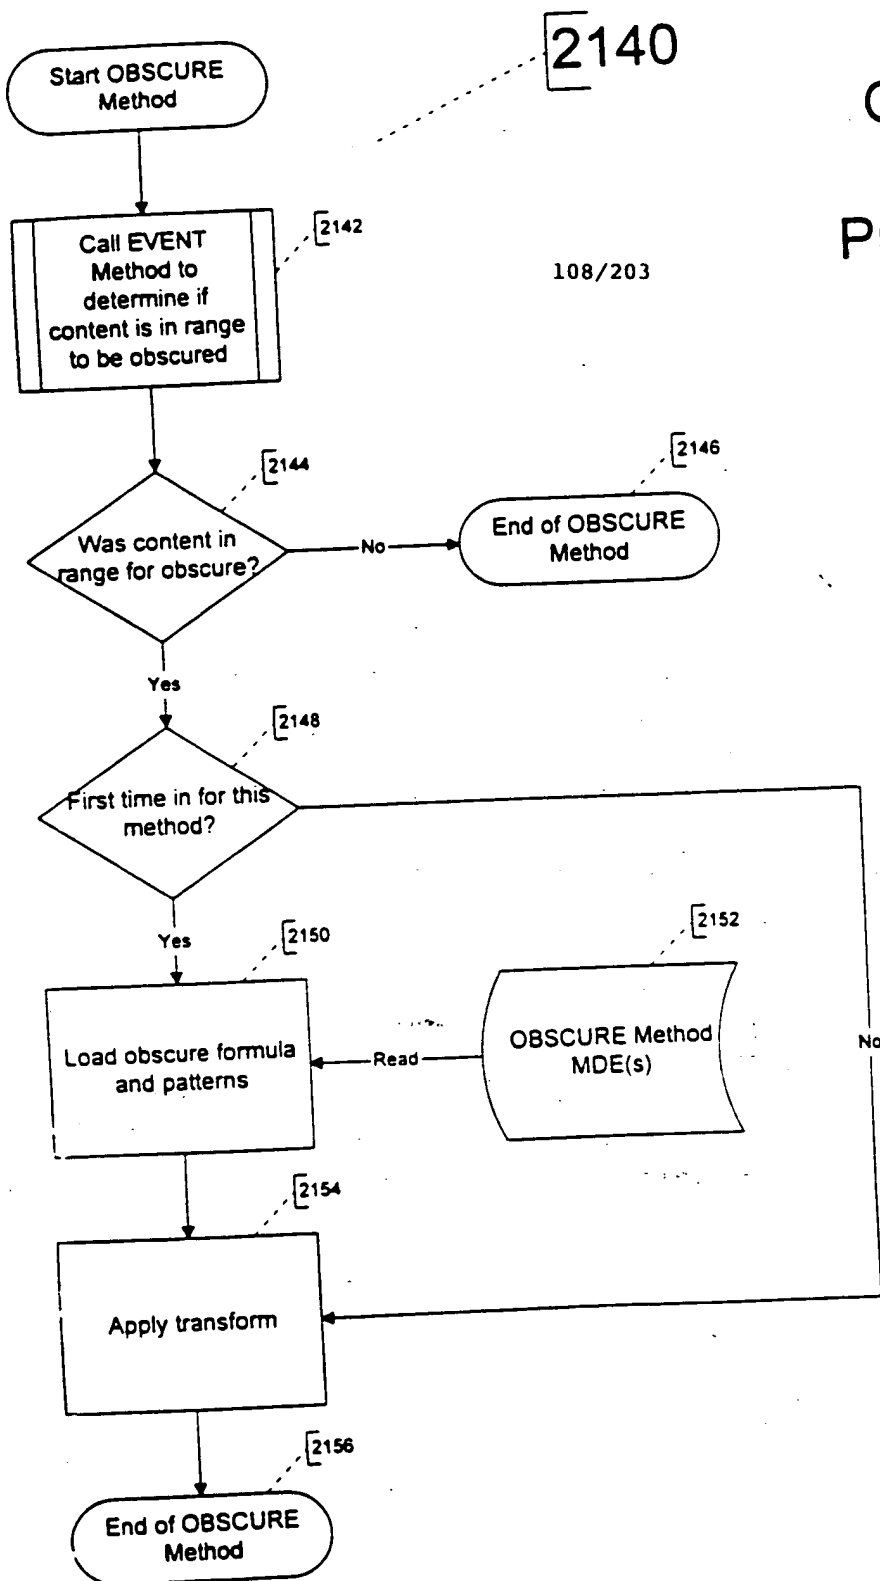 2140
Start OBSCURE
Method
2142
Call EVENT
Method to
determine if
content is in range
to be obscured
108/203
2144
2146
Was content in
range for obscure?
No
End of OBSCURE
Method
Yes
2148
First time in for this
method?
Yes
2150
2152
Load obscure formula
and patterns
Read
OBSCURE Method
MDE(s)
No
2154
Apply transform
2156
End of OBSCURE
Method